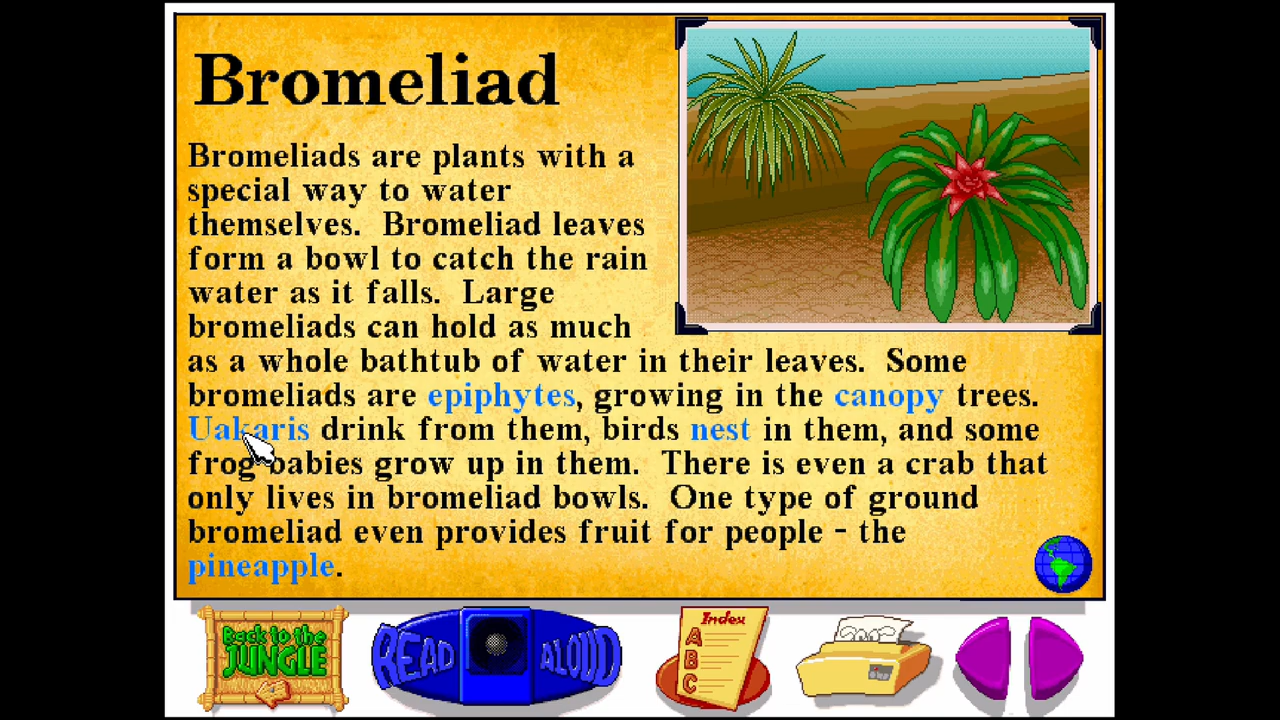 Bromeliad
Bromeliads are plants with a
special way to water
themselves.  Bromeliad leaves
form a bowl to catch the rain
water as it falls.  Large
bromeliads can hold as much
as a whole bathtub of water in their leaves.  Some
bromeliads are epiphytes, growing in the canopy trees.
Uakaris drink from them, birds nest in them, and some
frog babies grow up in them.  There is even a crab that
only lives in bromeliad bowls.  One type of ground
bromeliad even provides fruit for people - the
pineapple.
Back to the
JUNGLE
READ ALOUD
Index
A
B
C